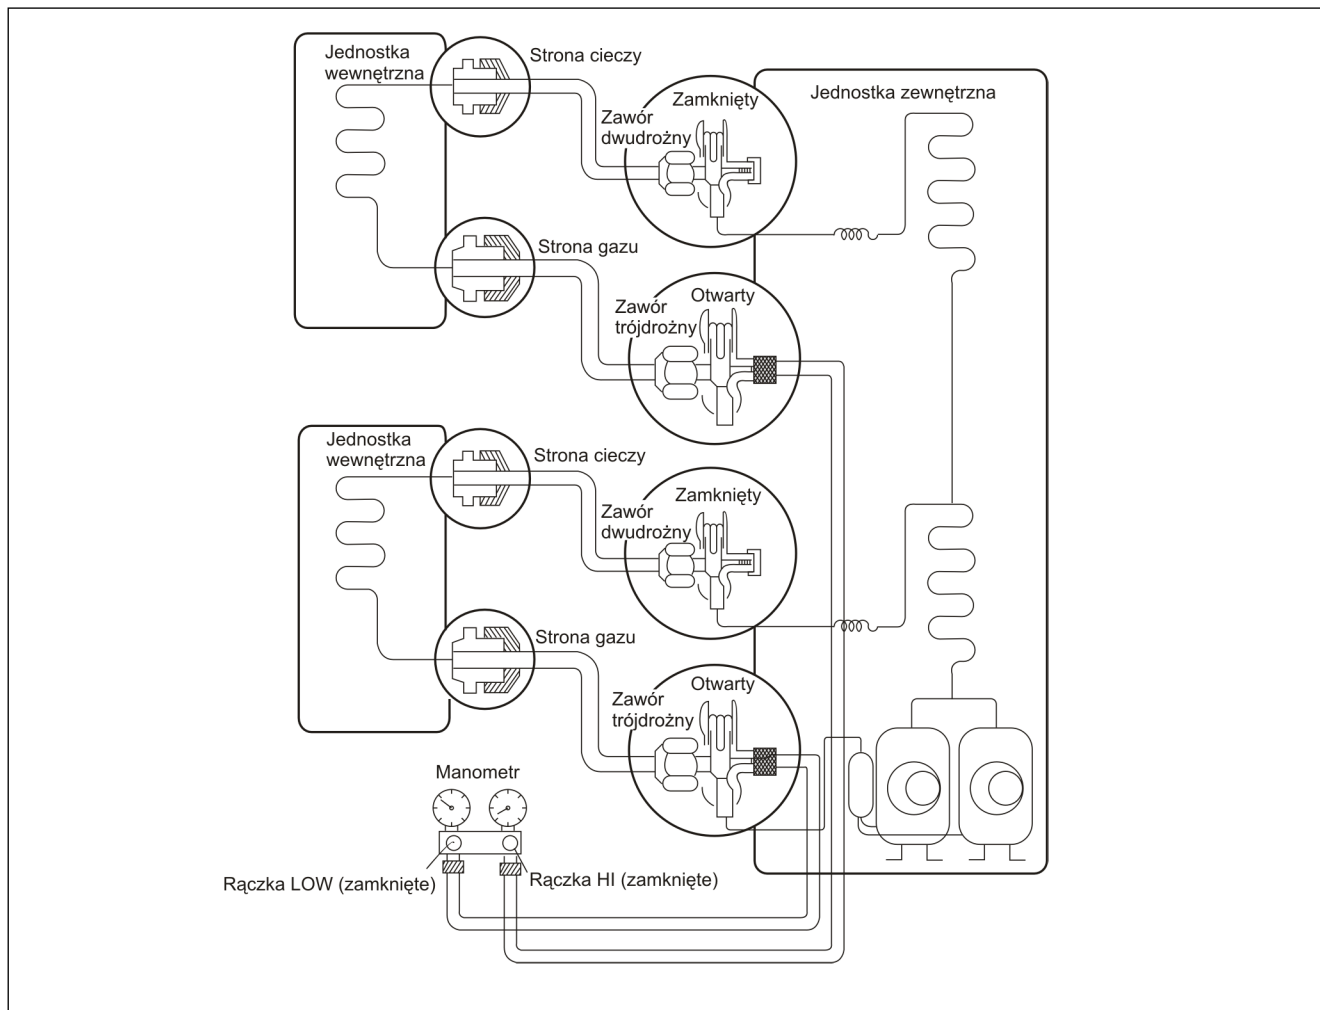 Jednostka
wewnętrzna
Strona cieczy
Zawór
dwudrożny
Zamknięty
Jednostka zewnętrzna
Strona gazu
Zawór
trójdrożny
Otwarty
Jednostka
wewnętrzna
Strona cieczy
Zawór
dwudrożny
Zamknięty
Strona gazu
Zawór
trójdrożny
Otwarty
Manometr
Rączka LOW (zamknięte)
Rączka HI (zamknięte)